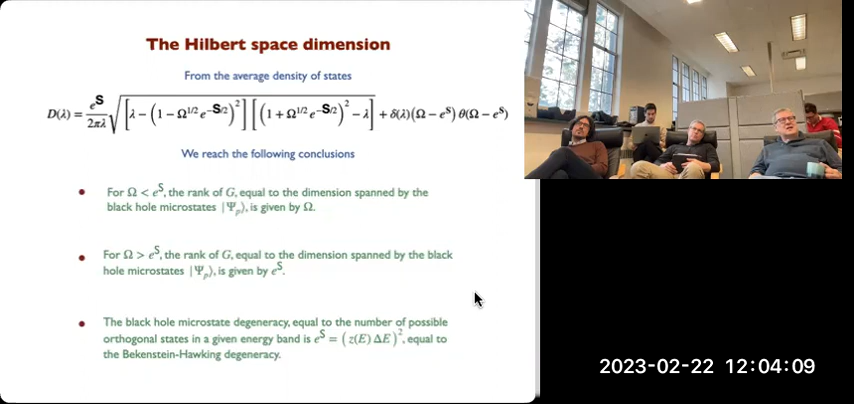 The Hilbert space dimension
From the average density of states
D(λ) = e^S/2πλ √([λ − (1 − Ω^{1/2} e^{−S/2})^2] [(1 + Ω^{1/2} e^{−S/2})^2 − λ]) + δ(λ)(Ω − e^S) θ(Ω − e^S)
We reach the following conclusions
• For Ω < e^S, the rank of G, equal to the dimension spanned by the
black hole microstates |Ψ_p⟩, is given by Ω.
• For Ω > e^S, the rank of G, equal to the dimension spanned by the black
hole microstates |Ψ_p⟩, is given by e^S.
• The black hole microstate degeneracy, equal to the number of possible
orthogonal states in a given energy band is e^S = (z(E) ΔE)^2, equal to
the Bekenstein-Hawking degeneracy.
2023-02-22 12:04:09